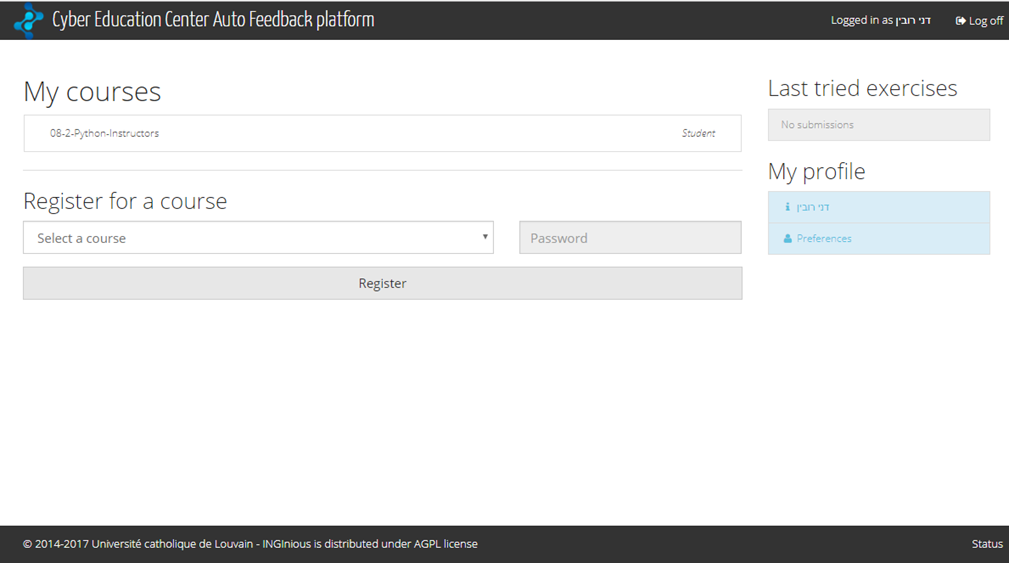 Cyber Education Center Auto Feedback platform
Logged in as דני רובין
Log off
My courses
08-2-Python-Instructors
Student
Register for a course
Select a course
Password
Register
Last tried exercises
No submissions
My profile
דני רובין
Preferences
© 2014-2017 Université catholique de Louvain - INGInious is distributed under AGPL license
Status